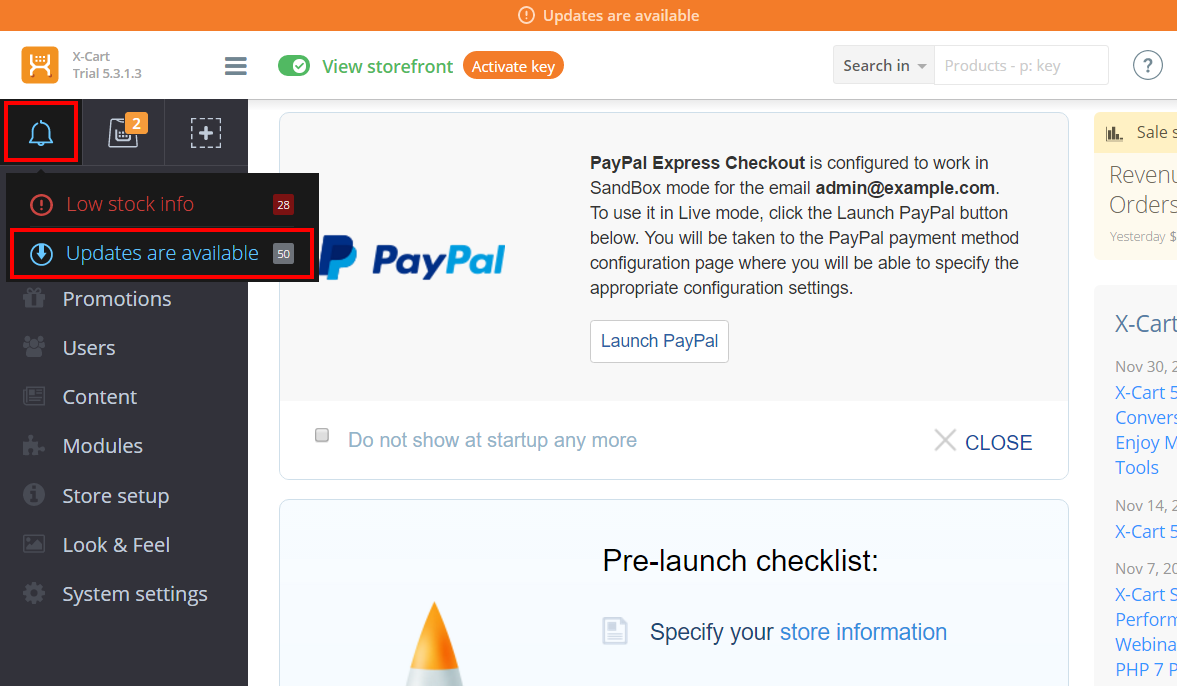 Updates are available
X-Cart
Trial 5.3.1.3
View storefront
Activate key
Search in
Products - p: key
?
2
Low stock info
28
Updates are available
50
Promotions
Users
Content
Modules
Store setup
Look & Feel
System settings
PayPal
PayPal Express Checkout is configured to work in
SandBox mode for the email admin@example.com.
To use it in Live mode, click the Launch PayPal button
below. You will be taken to the PayPal payment method
configuration page where you will be able to specify the
appropriate configuration settings.
Launch PayPal
Do not show at startup any more
CLOSE
Pre-launch checklist:
Specify your store information
Sale s
Revenu
Orders
Yesterday $
X-Cart
Nov 30, 2
X-Cart 5
Convers
Enjoy M
Tools
Nov 14, 2
X-Cart 5
Nov 7, 20
X-Cart S
Perform
Webina
PHP 7 P